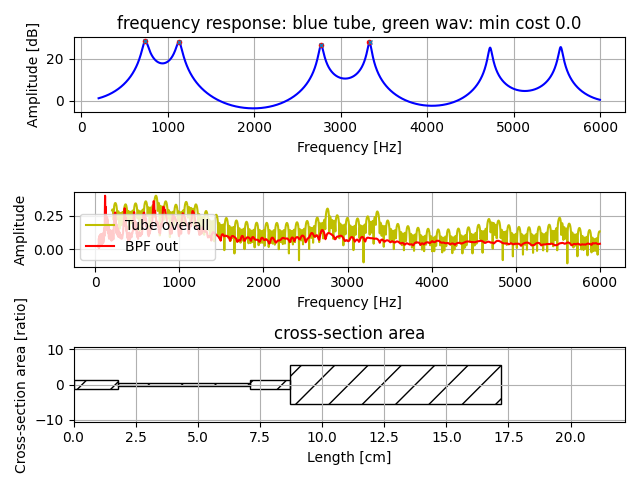 frequency response: blue tube, green wav: min cost 0.0
Amplitude [dB]
20
0
0 1000 2000 3000 4000 5000 6000
Frequency [Hz]
Amplitude
0.25
0.00
Tube overall
BPF out
0 1000 2000 3000 4000 5000 6000
Frequency [Hz]
cross-section area
Cross-section area [ratio]
10
0
−10
0.0 2.5 5.0 7.5 10.0 12.5 15.0 17.5 20.0
Length [cm]